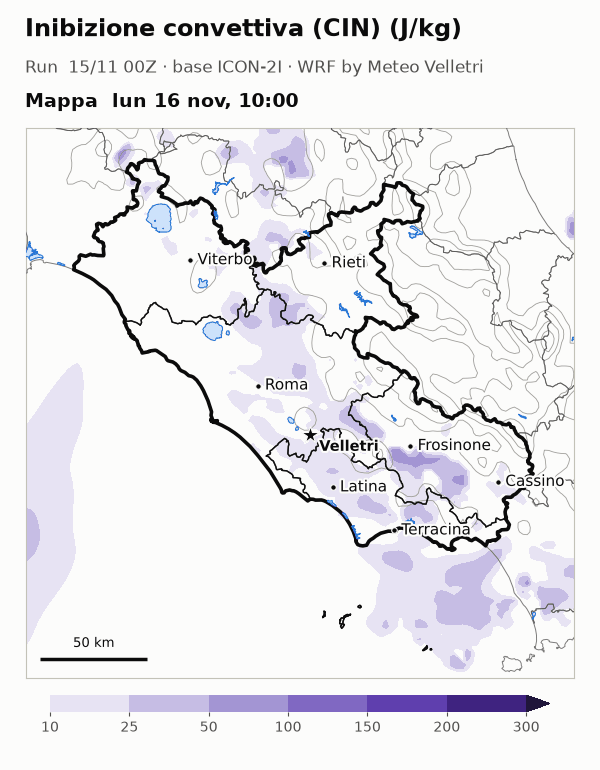 Inibizione convettiva (CIN) (J/kg)
Run  15/11 00Z · base ICON-2I · WRF by Meteo Velletri
Mappa  lun 16 nov, 10:00
Viterbo
Rieti
Roma
Velletri
Frosinone
Latina
Cassino
Terracina
50 km
10 25 50 100 150 200 300